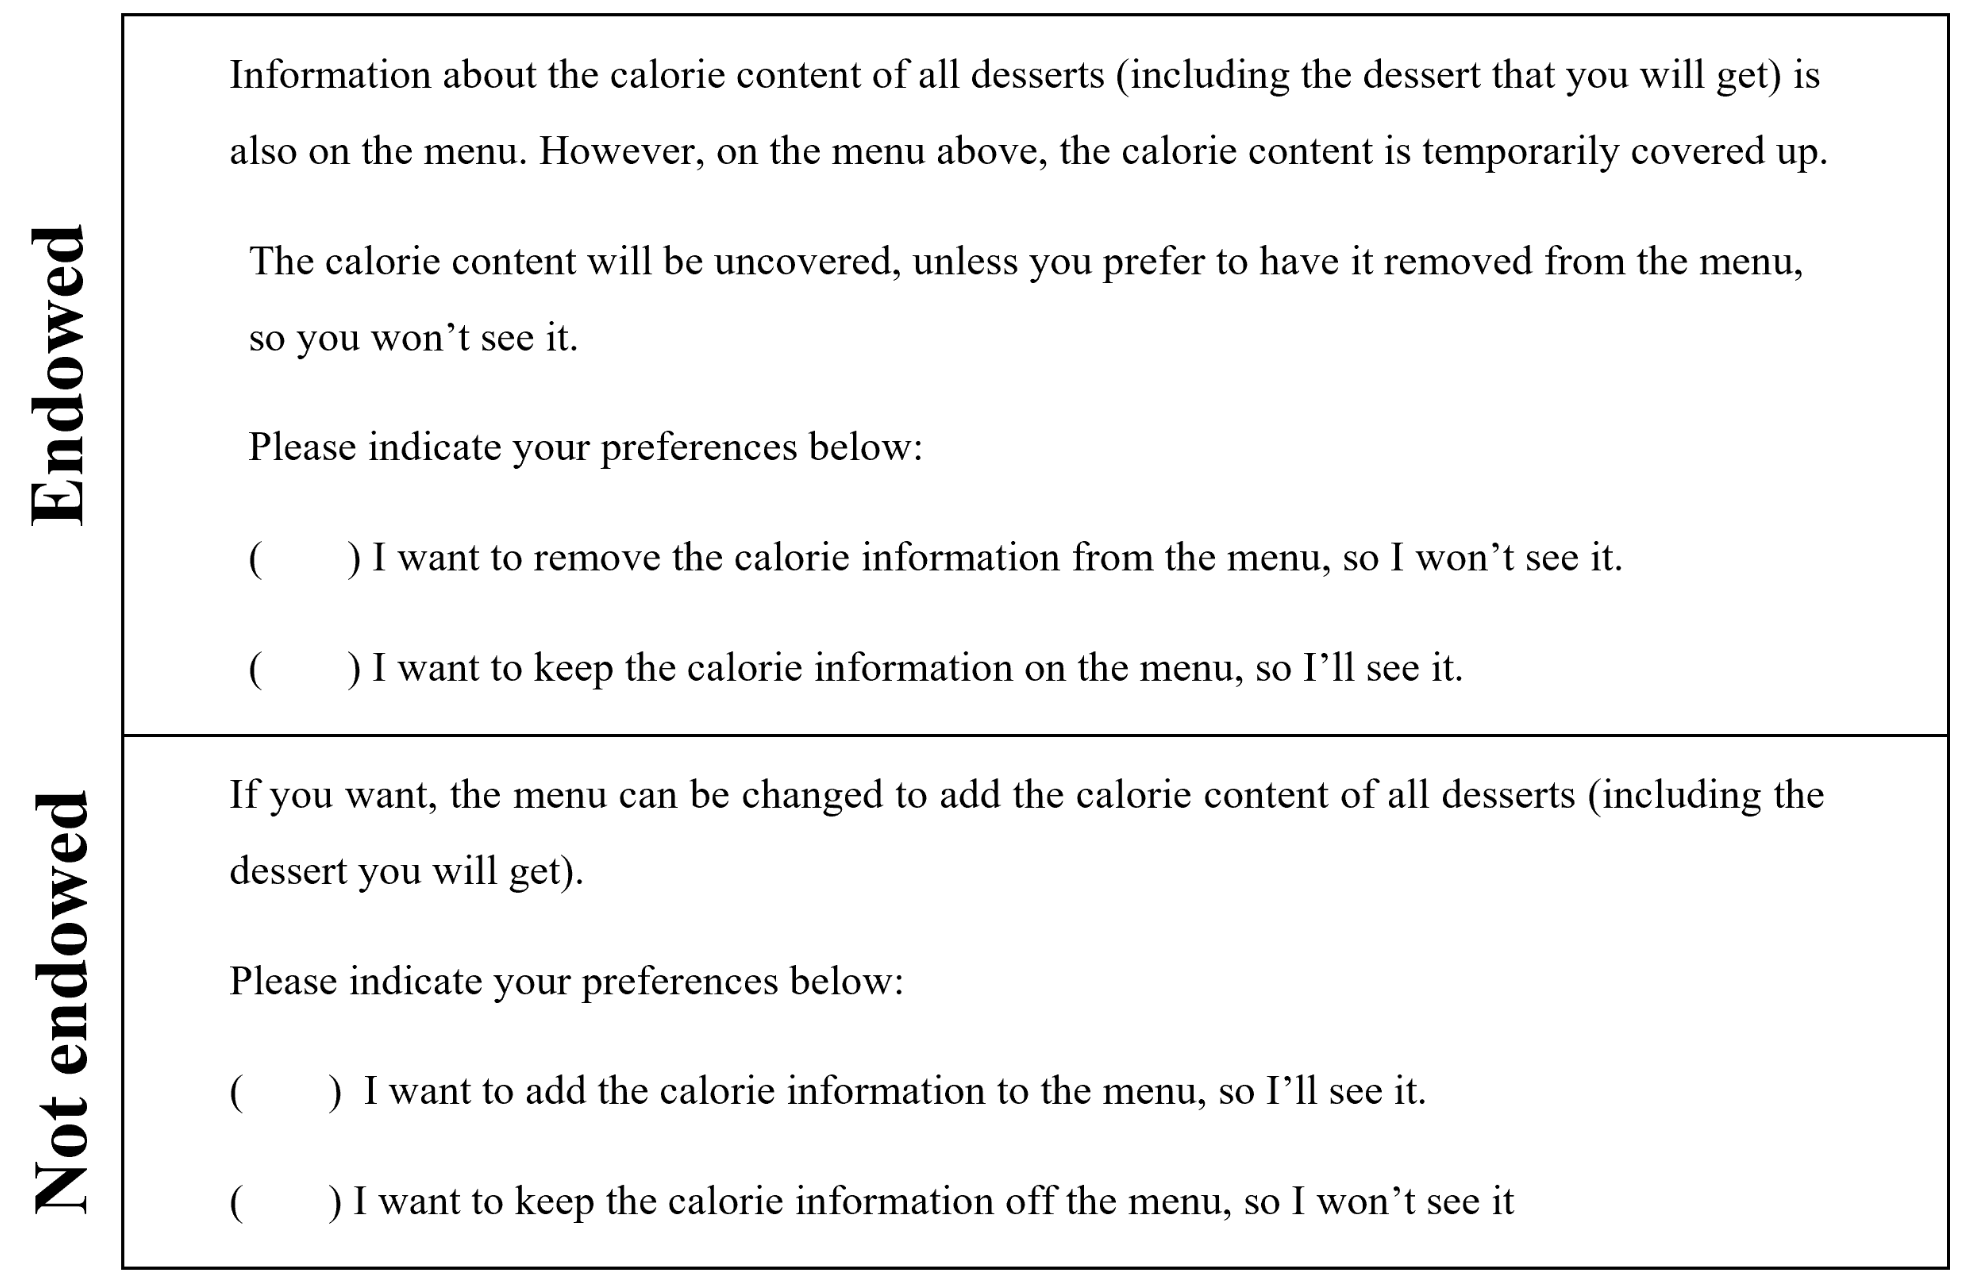 Endowed
Information about the calorie content of all desserts (including the dessert that you will get) is
also on the menu. However, on the menu above, the calorie content is temporarily covered up.
The calorie content will be uncovered, unless you prefer to have it removed from the menu,
so you won’t see it.
Please indicate your preferences below:
( ) I want to remove the calorie information from the menu, so I won’t see it.
( ) I want to keep the calorie information on the menu, so I’ll see it.
Not endowed
If you want, the menu can be changed to add the calorie content of all desserts (including the
dessert you will get).
Please indicate your preferences below:
( ) I want to add the calorie information to the menu, so I’ll see it.
( ) I want to keep the calorie information off the menu, so I won’t see it